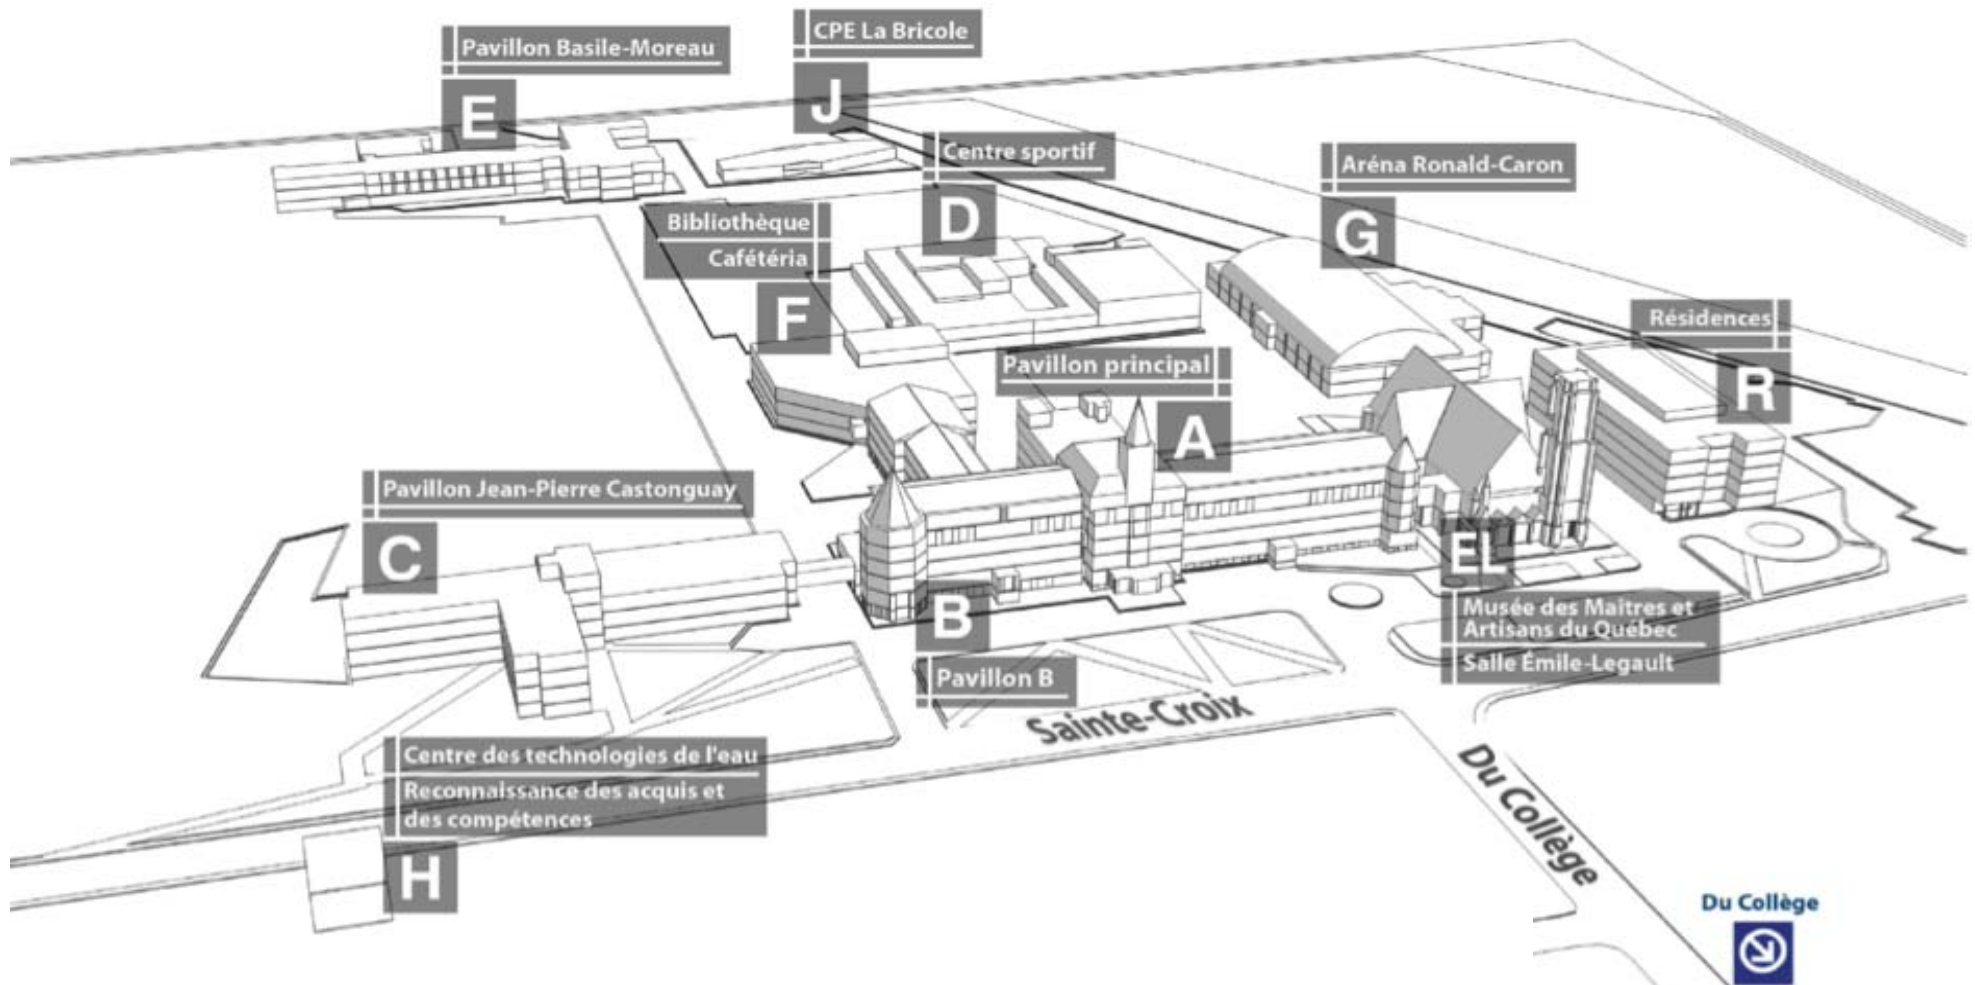 Pavillon Basile-Moreau
E
CPE La Bricole
J
Centre sportif
D
Aréna Ronald-Caron
G
Bibliothèque
Cafétéria
F
Résidences
R
Pavillon principal
A
Pavillon Jean-Pierre Castonguay
C
EL
Musée des Maîtres et
Artisans du Québec
Salle Émile-Legault
B
Pavillon B
Sainte-Croix
Du Collège
Centre des technologies de l'eau
Reconnaissance des acquis et
des compétences
H
Du Collège